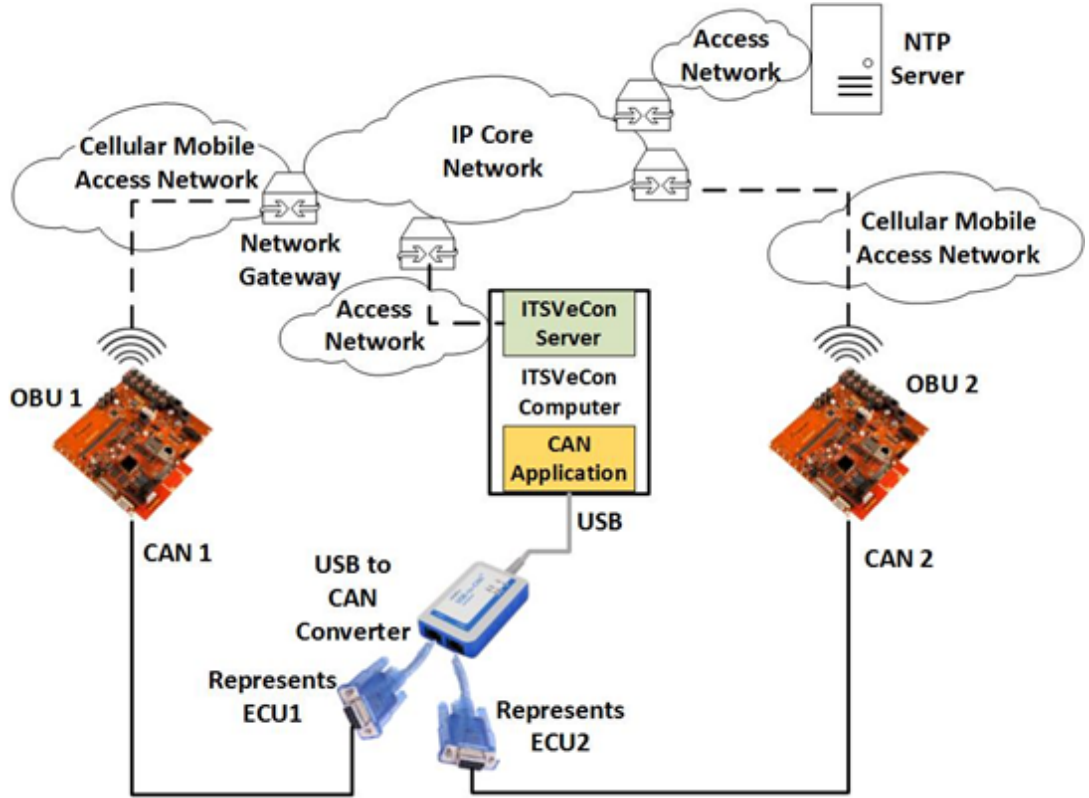 Access
Network
NTP
Server
IP Core
Network
Cellular Mobile
Access Network
Cellular Mobile
Access Network
Network
Gateway
Access
Network
ITSVeCon
Server
ITSVeCon
Computer
CAN
Application
OBU 1
OBU 2
USB
CAN 1
CAN 2
USB to
CAN
Converter
Represents
ECU1
Represents
ECU2